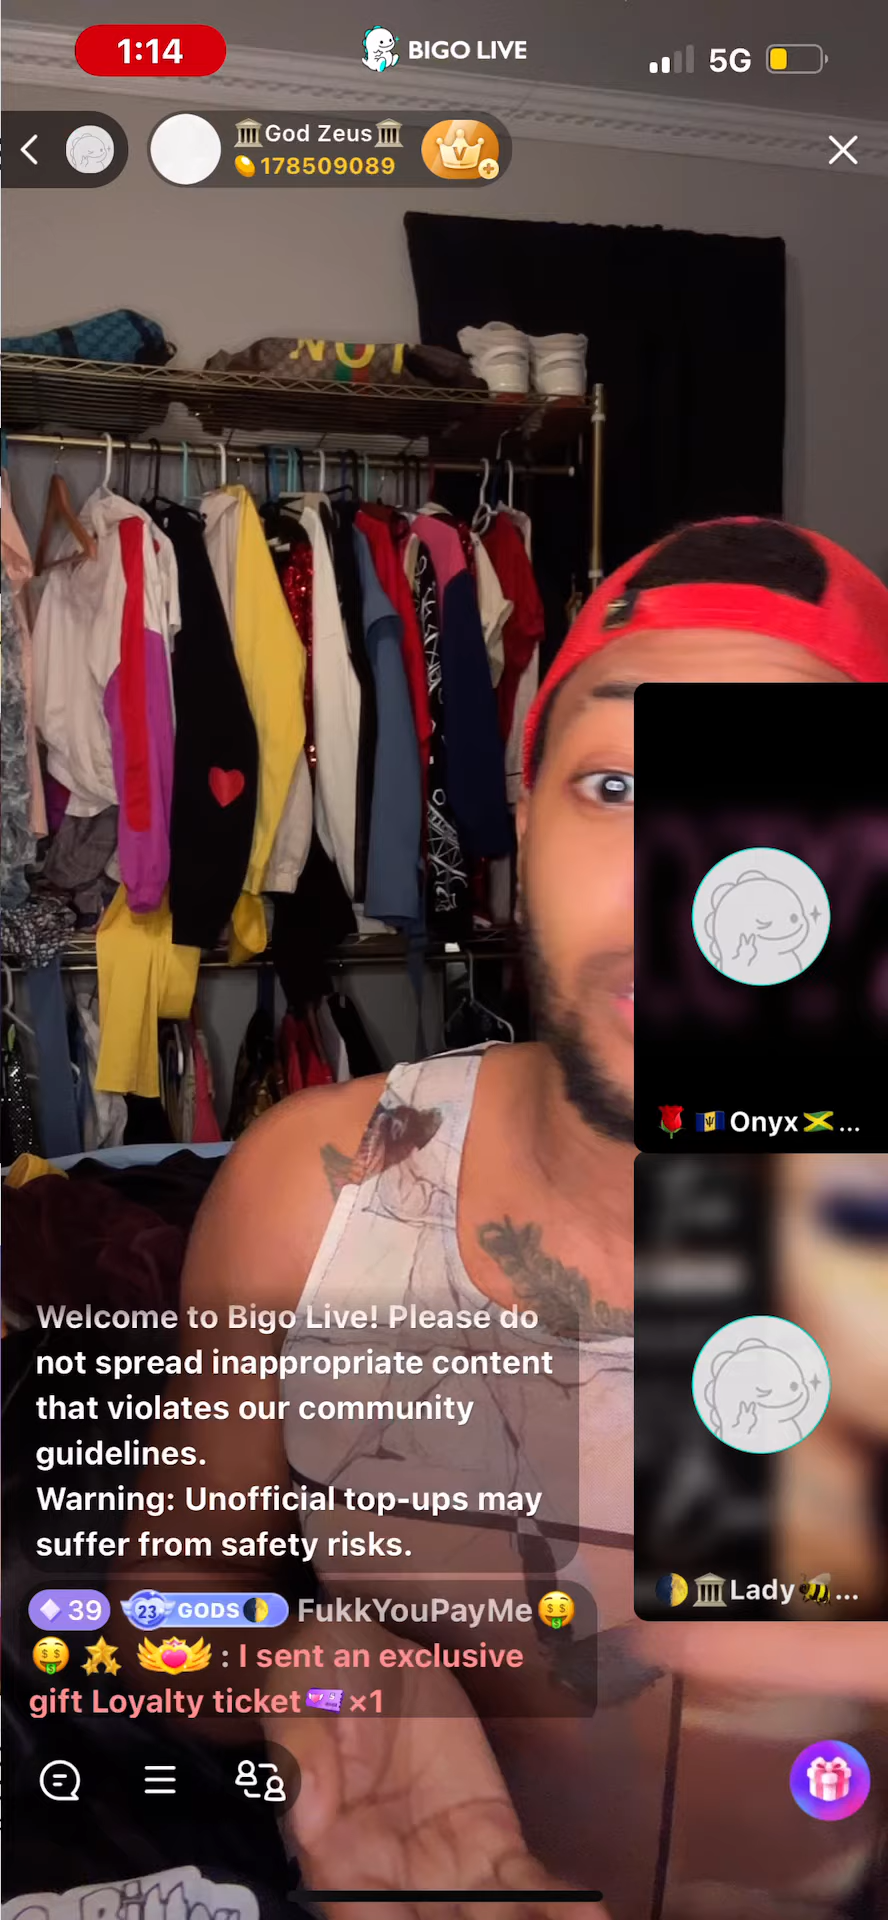 1:14
BIGO LIVE
5G
🏛️God Zeus🏛️
178509089
V
NOT
🌹 🇧🇧 Onyx🇯🇲...
Welcome to Bigo Live! Please do
not spread inappropriate content
that violates our community
guidelines.
Warning: Unofficial top-ups may
suffer from safety risks.
🌓🏛️Lady🐝...
39 23 GODS🌓 FukkYouPayMe🤑
🤑 : I sent an exclusive
gift Loyalty ticket ×1